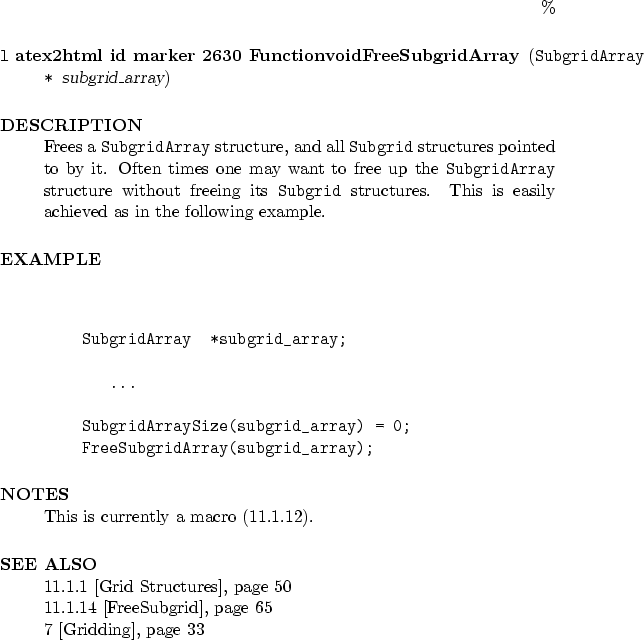 %
l atex2html id marker 2630 FunctionvoidFreeSubgridArray (SubgridArray
* subgrid_array)
DESCRIPTION
Frees a SubgridArray structure, and all Subgrid structures pointed
to by it. Often times one may want to free up the SubgridArray
structure without freeing its Subgrid structures. This is easily
achieved as in the following example.
EXAMPLE
SubgridArray *subgrid_array;
...
SubgridArraySize(subgrid_array) = 0;
FreeSubgridArray(subgrid_array);
NOTES
This is currently a macro (11.1.12).
SEE ALSO
11.1.1 [Grid Structures], page 50
11.1.14 [FreeSubgrid], page 65
7 [Gridding], page 33